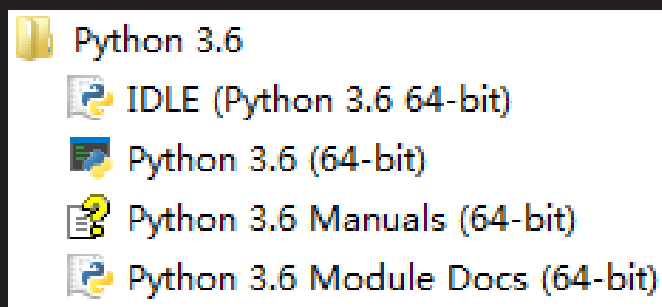 Python 3.6
IDLE (Python 3.6 64-bit)
Python 3.6 (64-bit)
Python 3.6 Manuals (64-bit)
Python 3.6 Module Docs (64-bit)